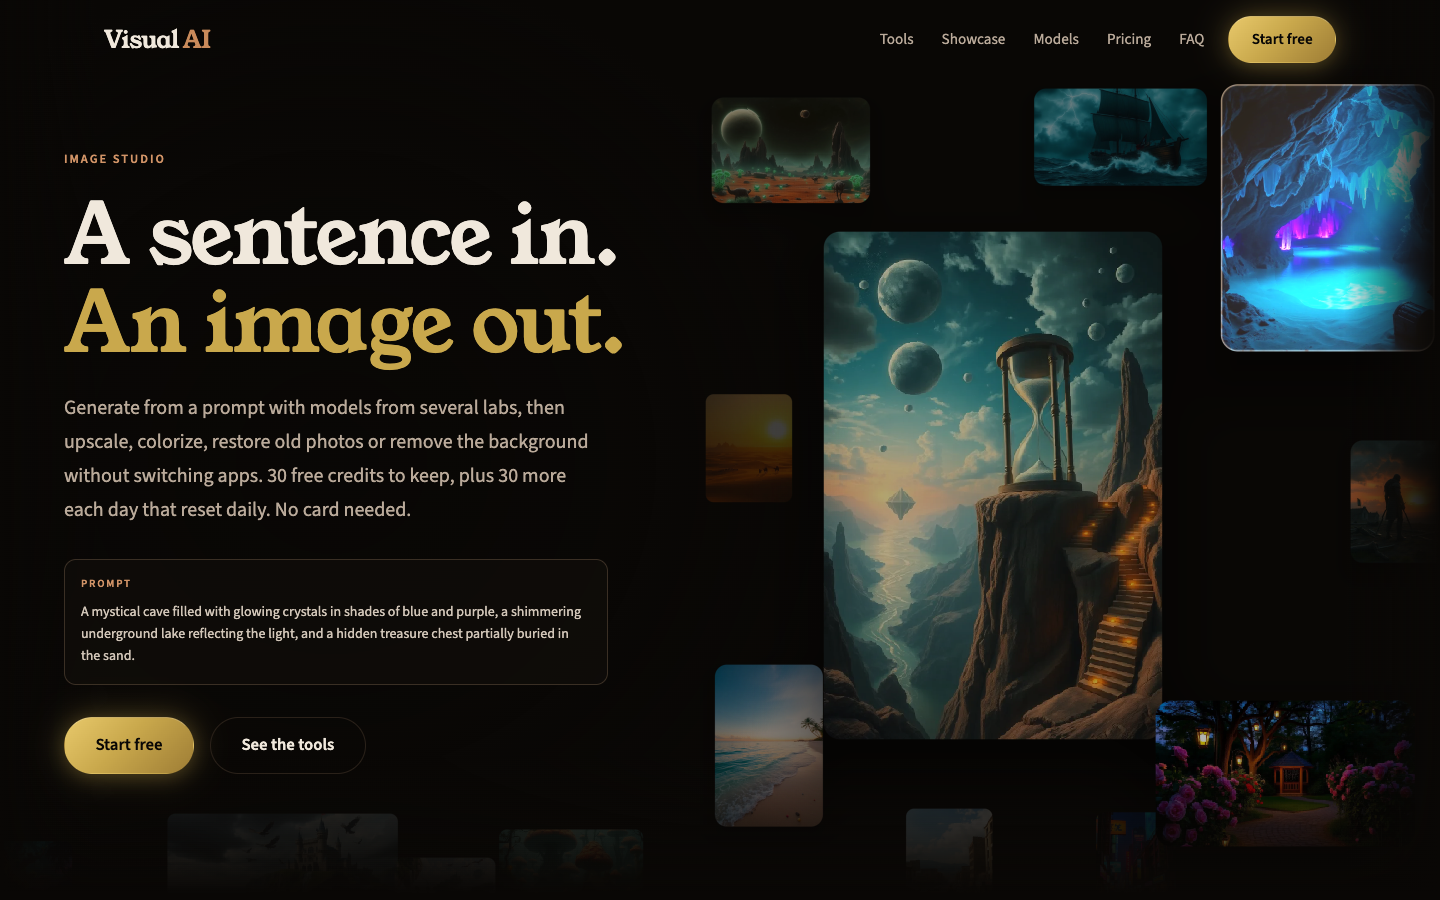 Visual AI
Tools
Showcase
Models
Pricing
FAQ
Start free
IMAGE STUDIO
A sentence in.
An image out.
Generate from a prompt with models from several labs, then
upscale, colorize, restore old photos or remove the background
without switching apps. 30 free credits to keep, plus 30 more
each day that reset daily. No card needed.
PROMPT
A mystical cave filled with glowing crystals in shades of blue and purple, a shimmering
underground lake reflecting the light, and a hidden treasure chest partially buried in
the sand.
Start free
See the tools